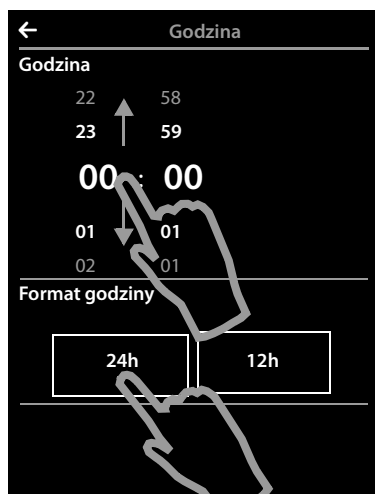 Godzina
Godzina
22 58
23 59
00 : 00
01 01
02 01
Format godziny
24h 12h